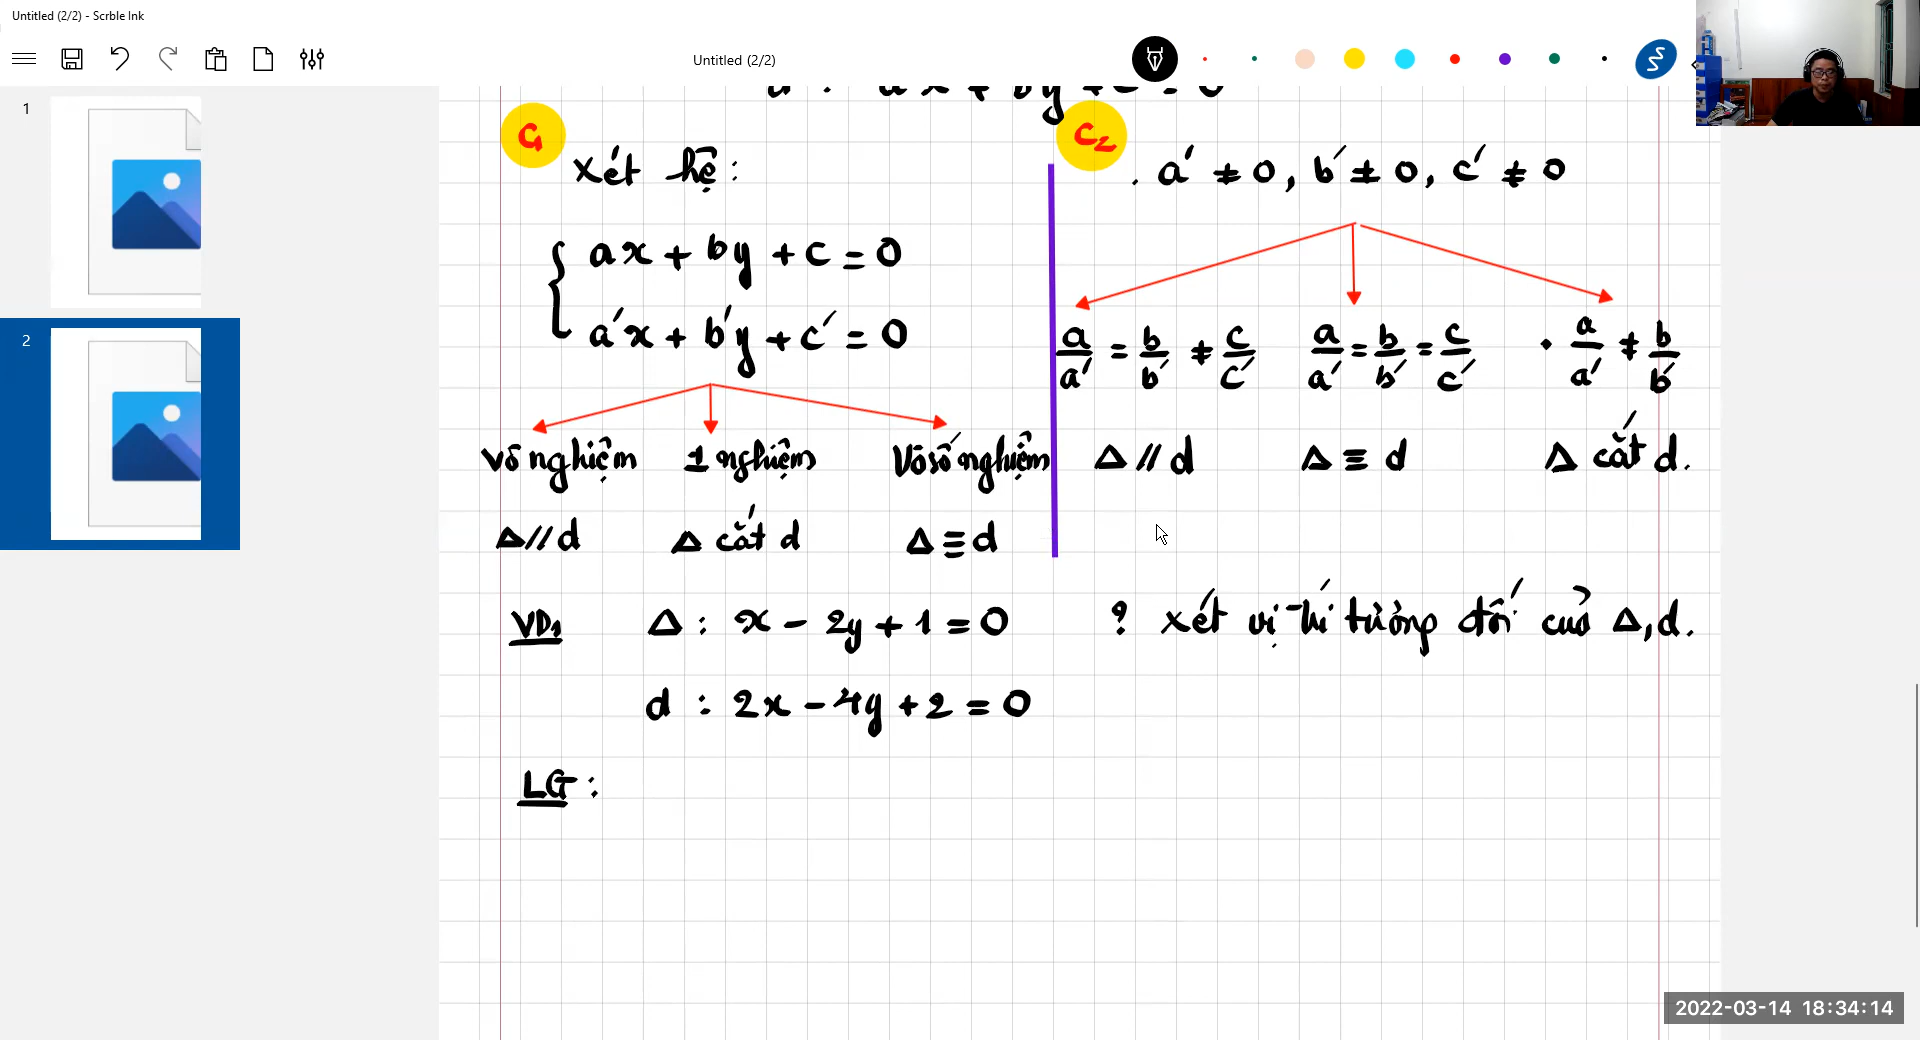 Untitled (2/2) - Scrble Ink
Untitled (2/2)
1
2
C1
Xét hệ:
ax + by + c = 0
a'x + b'y + c' = 0
Vô nghiệm 1 nghiệm Vô số nghiệm
Δ // d Δ cắt d Δ ≡ d
C2
. a' ≠ 0, b' ≠ 0, c' ≠ 0
a/a' = b/b' ≠ c/c' a/a' = b/b' = c/c' • a/a' ≠ b/b'
Δ // d Δ ≡ d Δ cắt d.
VD1 Δ : x - 2y + 1 = 0 ? Xét vị trí tương đối của Δ, d.
d : 2x - 4y + 2 = 0
LG :
2022-03-14 18:34:14